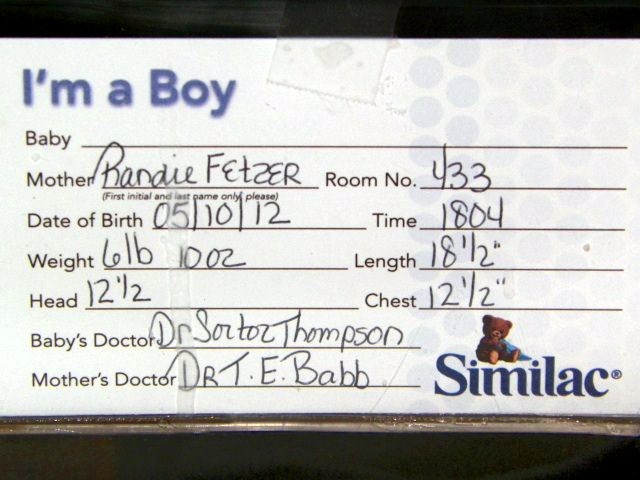 I'm a Boy
Baby
Mother Randie FEtzER Room No. 433
(First initial and last name only, please)
Date of Birth 05/10/12 Time 1804
Weight 6lb 10oz Length 18 1/2"
Head 12 1/2 Chest 12 1/2"
Baby's Doctor Dr Sortor Thompson
Mother's Doctor DR T. E. Babb
Similac®